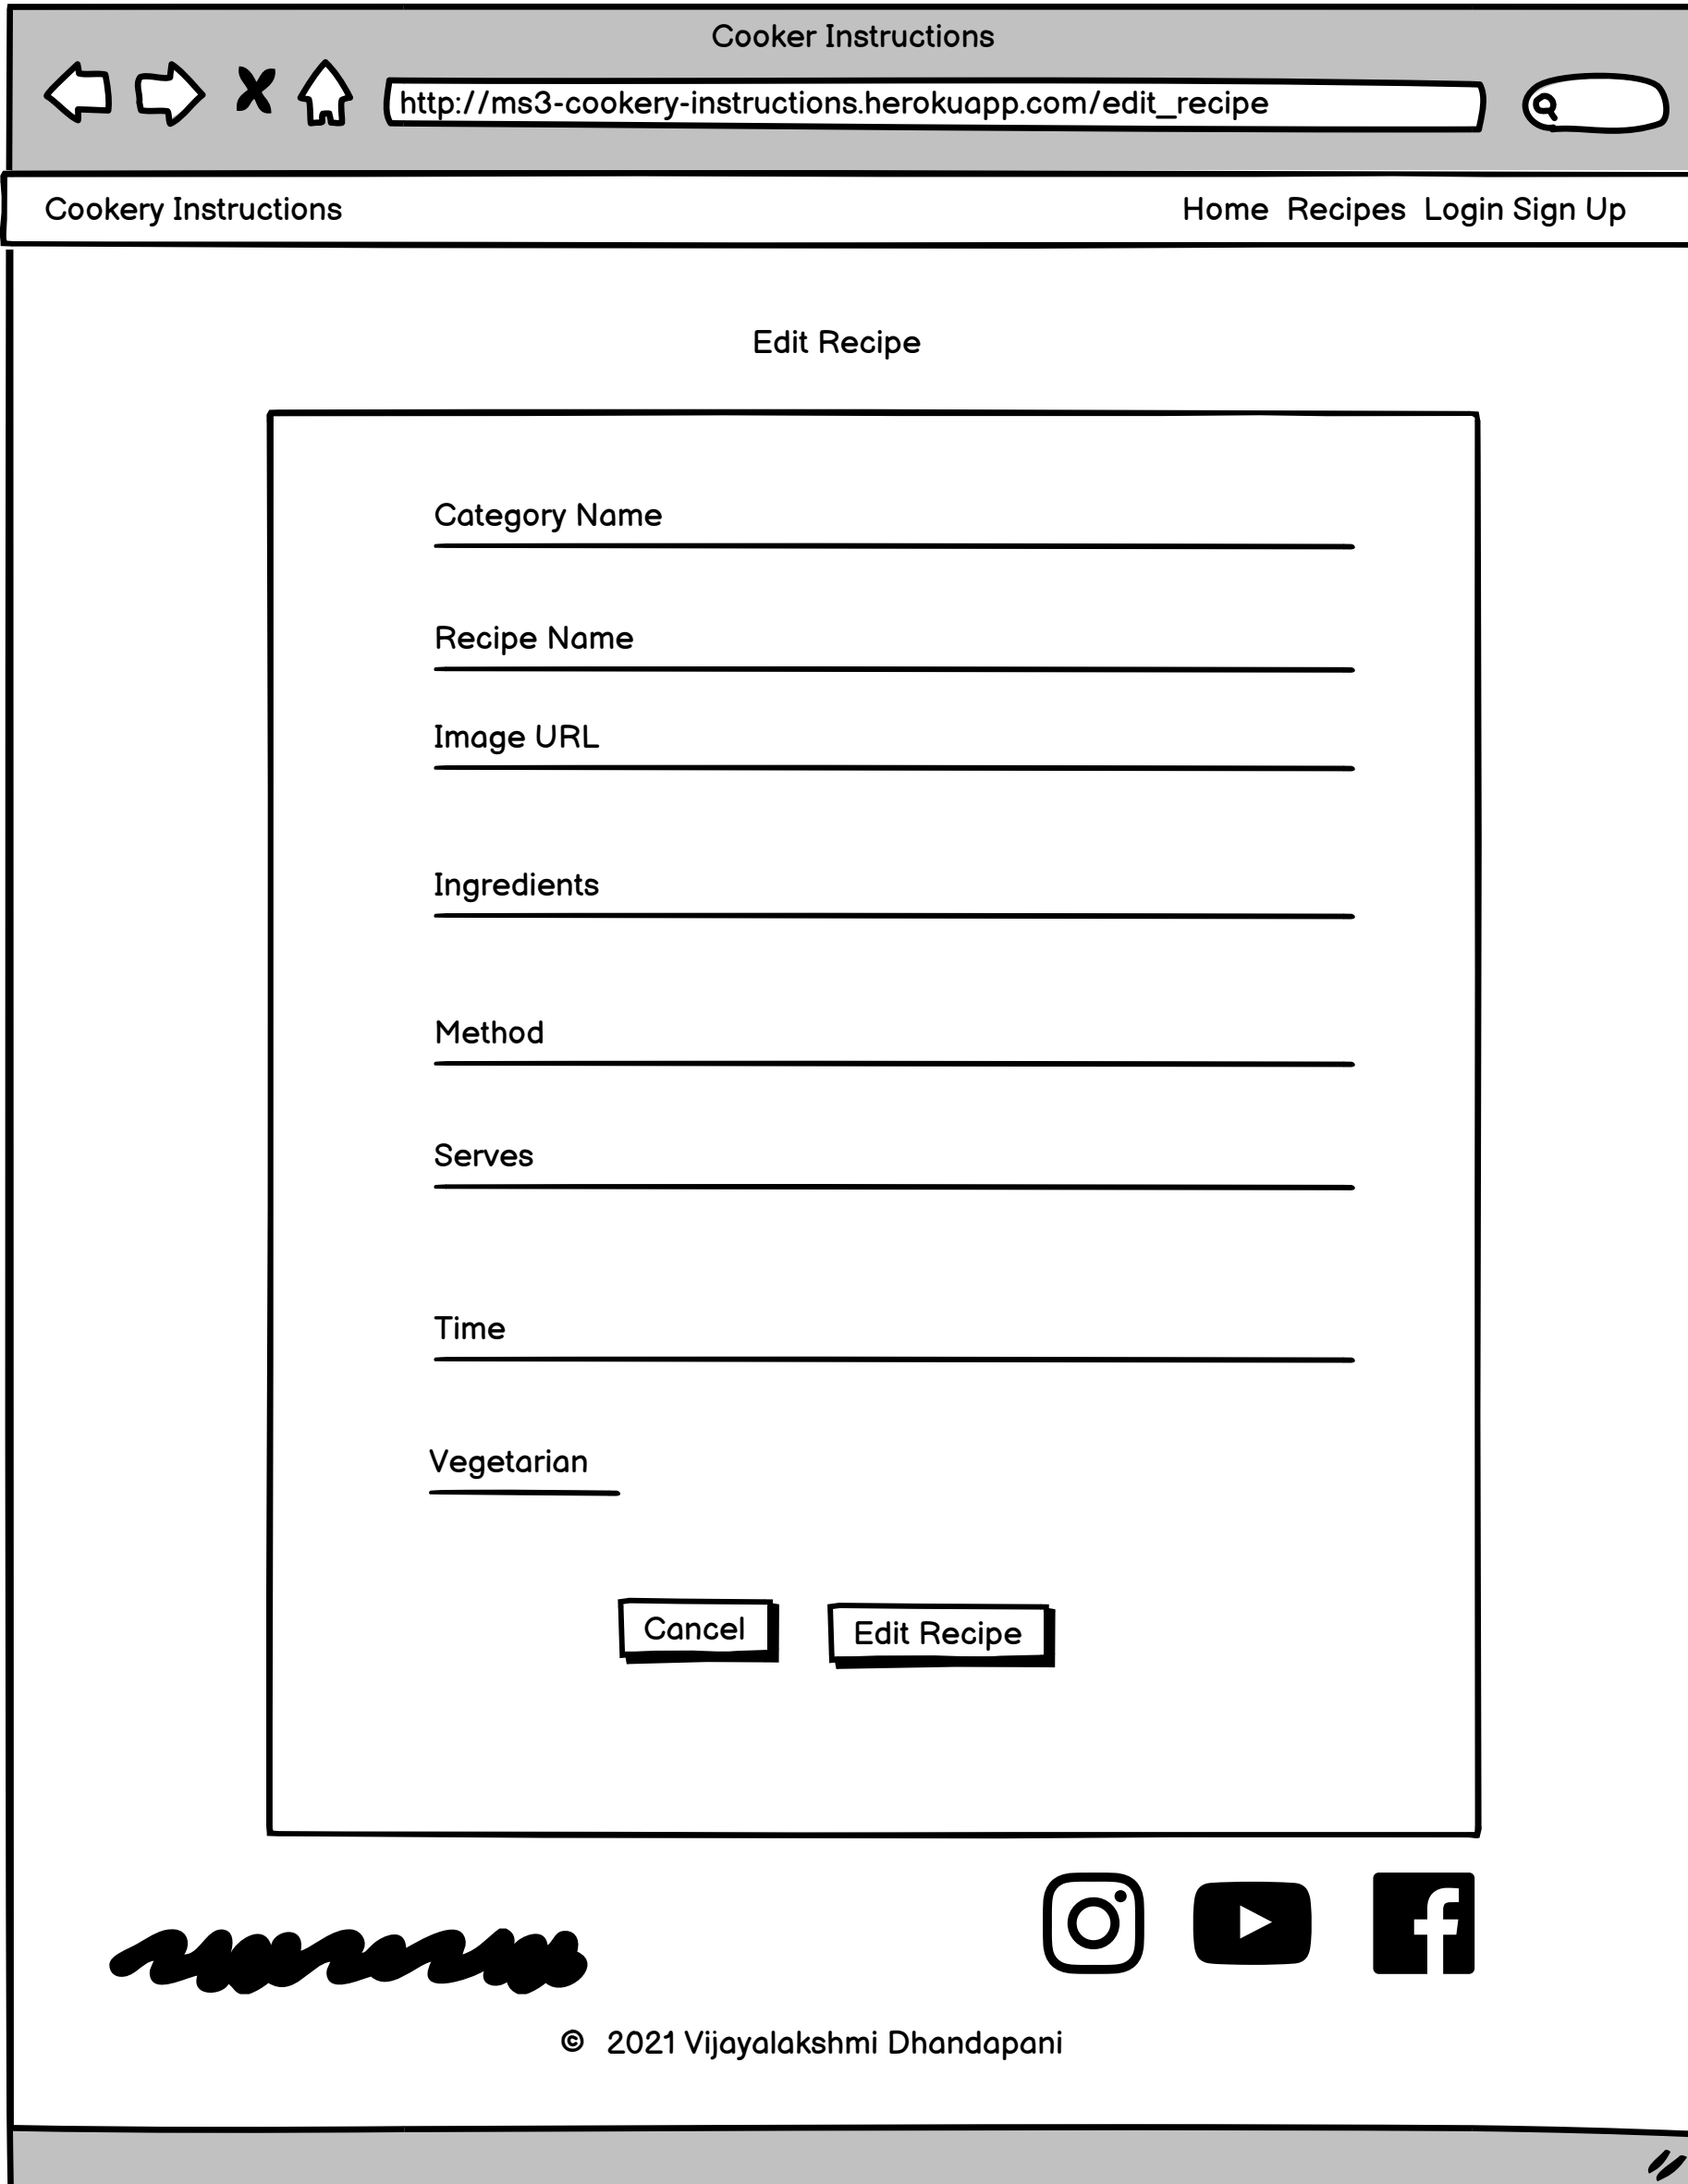 Cooker Instructions
http://ms3-cookery-instructions.herokuapp.com/edit_recipe
Cookery Instructions
Home Recipes Login Sign Up
Edit Recipe
Category Name
Recipe Name
Image URL
Ingredients
Method
Serves
Time
Vegetarian
Cancel
Edit Recipe
© 2021 Vijayalakshmi Dhandapani